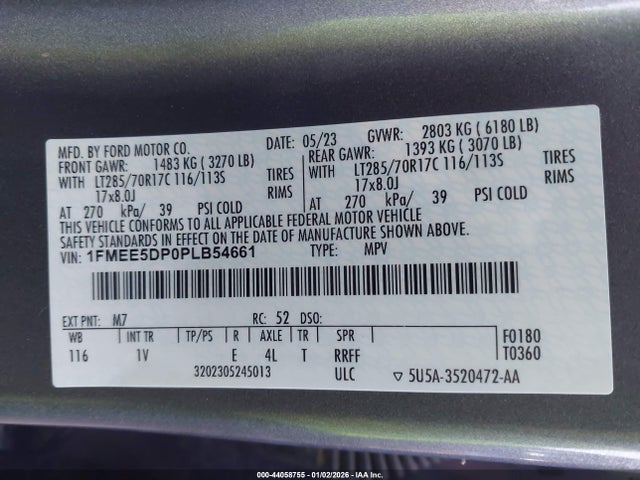 MFD. BY FORD MOTOR CO.
DATE: 05/23 GVWR: 2803 KG ( 6180 LB)
FRONT GAWR: 1483 KG ( 3270 LB) REAR GAWR: 1393 KG ( 3070 LB)
WITH LT285/70R17C 116/113S TIRES WITH LT285/70R17C 116/113S TIRES
17x8.0J RIMS 17x8.0J RIMS
AT 270 kPa/ 39 PSI COLD AT 270 kPa/ 39 PSI COLD
THIS VEHICLE CONFORMS TO ALL APPLICABLE FEDERAL MOTOR VEHICLE
SAFETY STANDARDS IN EFFECT ON THE DATE OF MANUFACTURE SHOWN ABOVE.
VIN: 1FMEE5DP0PLB54661 TYPE: MPV
EXT PNT: M7 RC: 52 DSO:
WB INT TR TP/PS R AXLE TR SPR F0180
116 1V E 4L T RRFF T0360
3202305245013 ULC ▽ 5U5A-3520472-AA
000-44058755 - 01/02/2026 - IAA Inc.